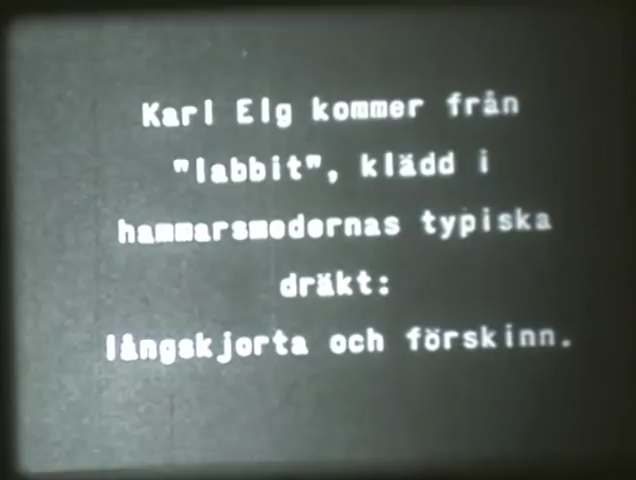 Karl Elg kommer från
"labbit", klädd i
hammarsmedernas typiska
dräkt:
långskjorta och förskinn.